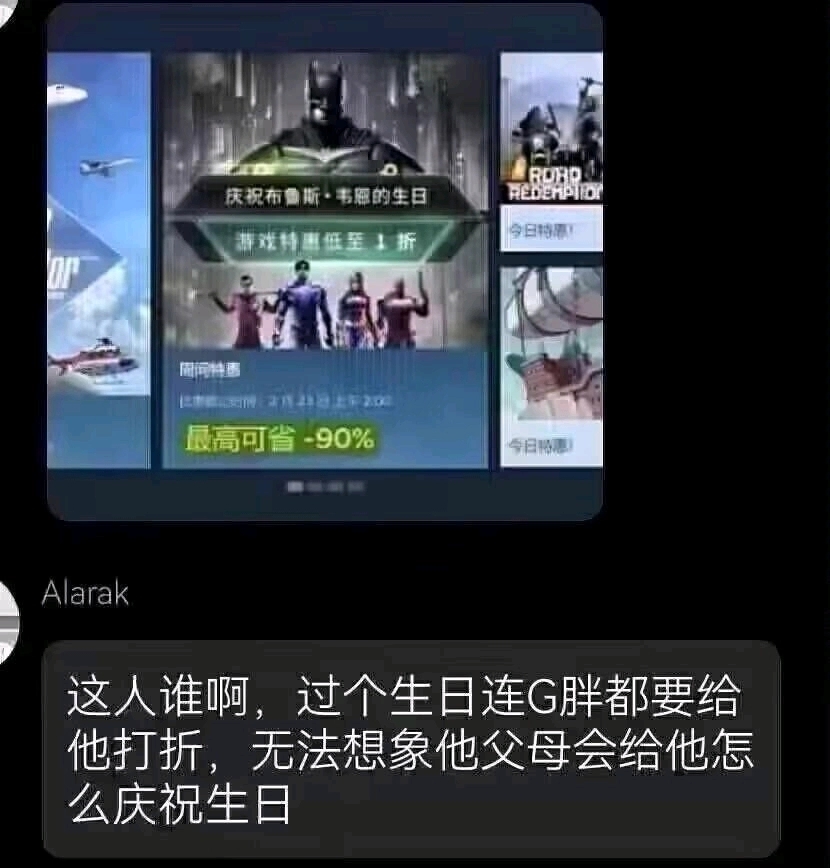 庆祝布鲁斯·韦恩的生日
游戏特惠低至 1 折
ROAD
REDEMPTION
今日特惠!
or
周间特惠
最高可省 -90%
今日特惠!
Alarak
这人谁啊，过个生日连G胖都要给
他打折，无法想象他父母会给他怎
么庆祝生日